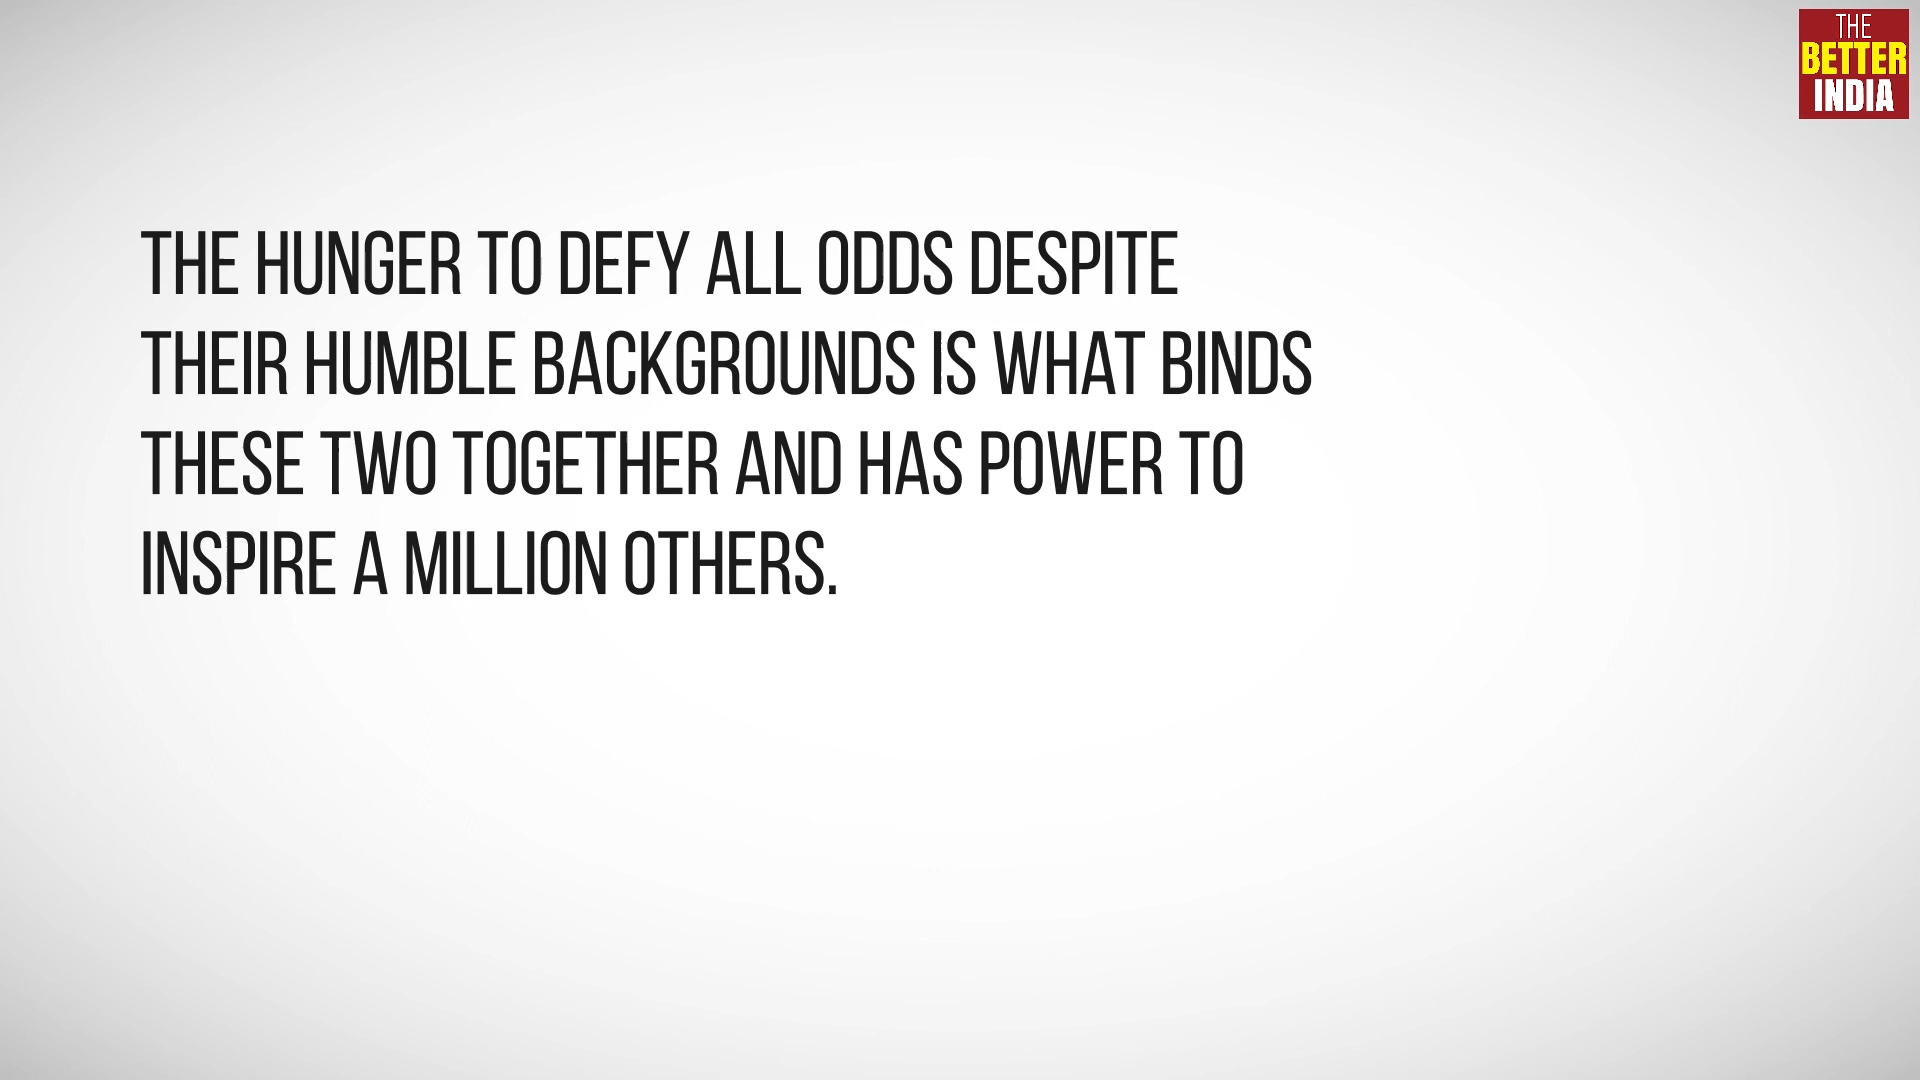 THE
BETTER
INDIA
THE HUNGER TO DEFY ALL ODDS DESPITE
THEIR HUMBLE BACKGROUNDS IS WHAT BINDS
THESE TWO TOGETHER AND HAS POWER TO
INSPIRE A MILLION OTHERS.